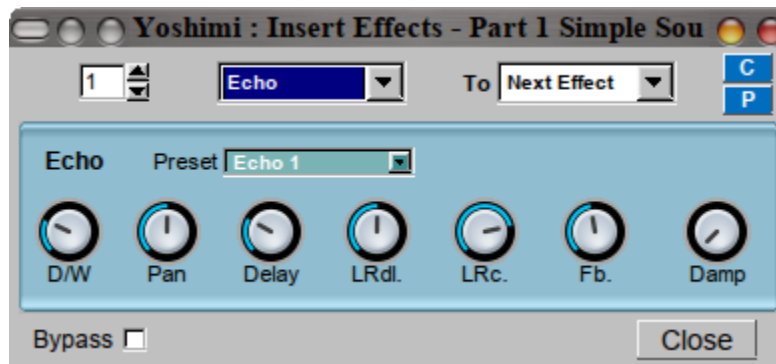 Yoshimi : Insert Effects - Part 1 Simple Sou
1 Echo To Next Effect C
P
Echo Preset Echo 1
D/W Pan Delay LRdl. LRc. Fb. Damp
Bypass Close